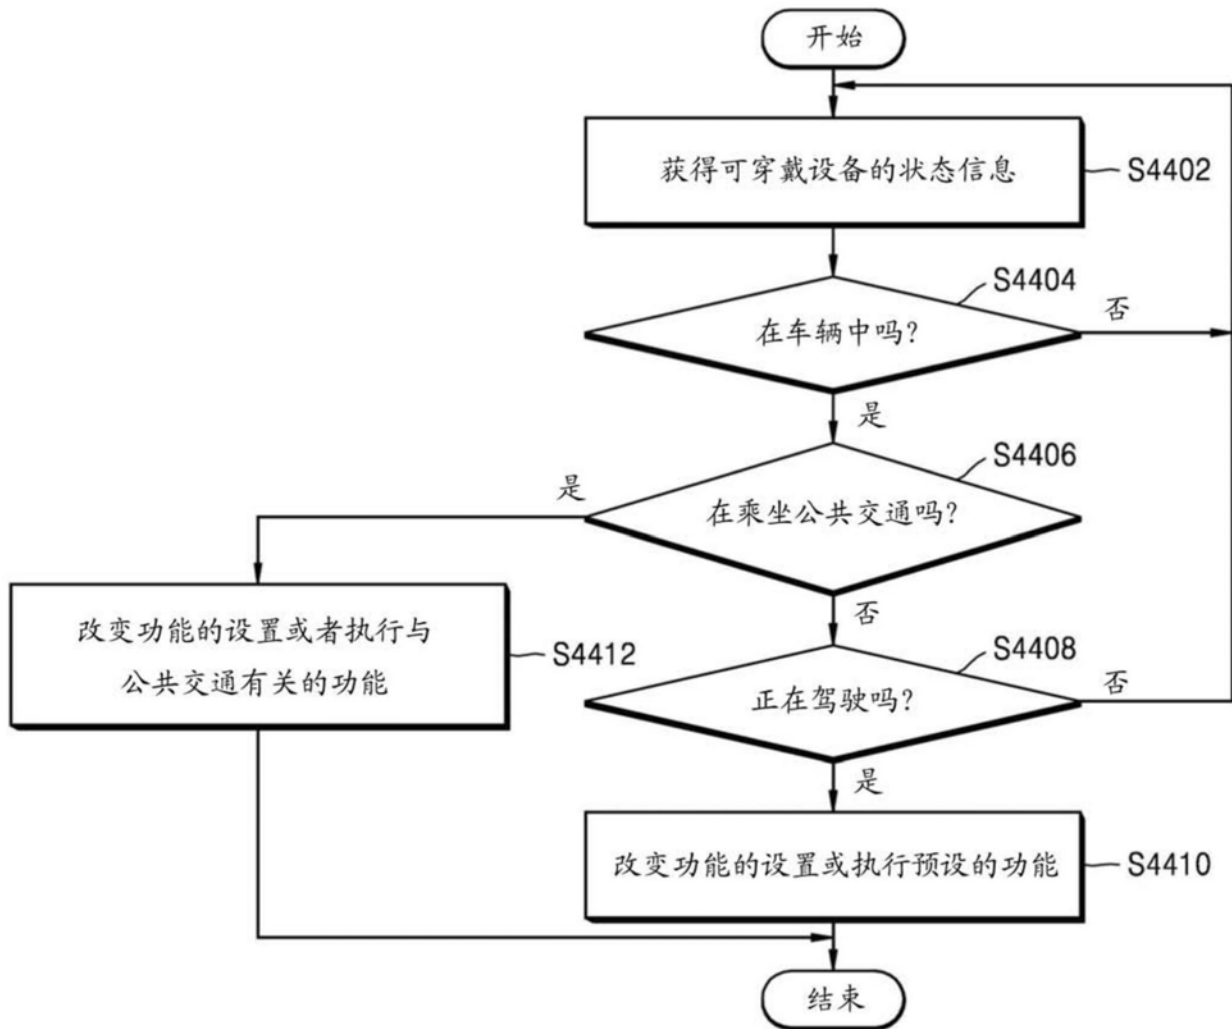 开始
获得可穿戴设备的状态信息
S4402
S4404
在车辆中吗?
否
是
S4406
是
在乘坐公共交通吗?
否
改变功能的设置或者执行与
公共交通有关的功能
S4412
S4408
正在驾驶吗?
否
是
改变功能的设置或执行预设的功能
S4410
结束